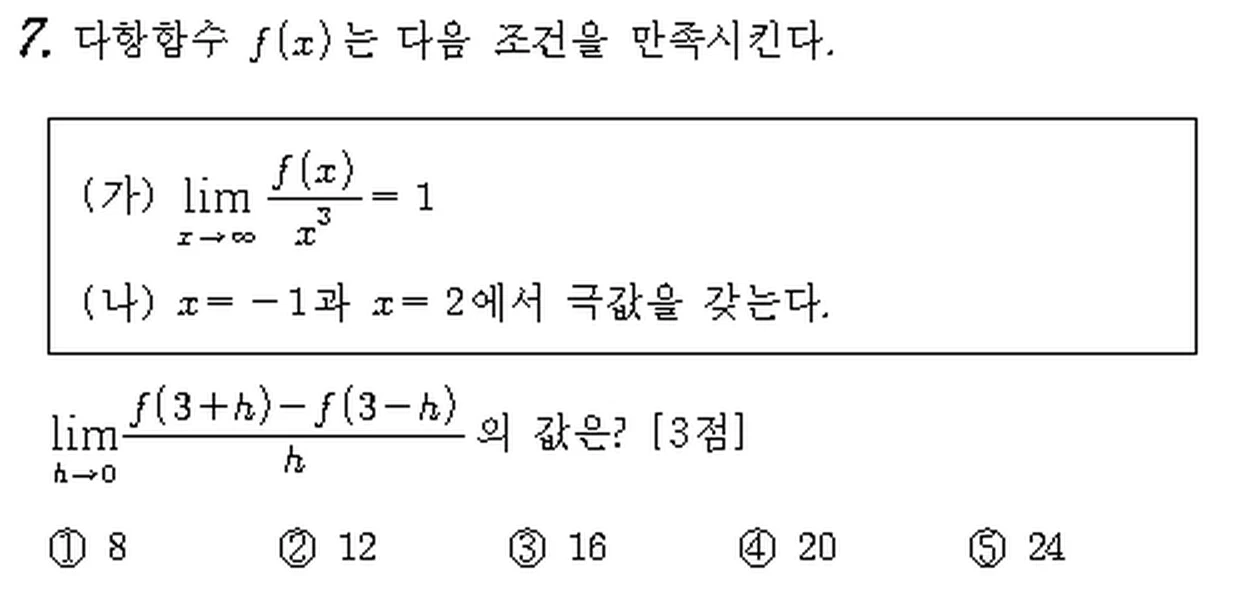 7. 다항함수 f(x)는 다음 조건을 만족시킨다.
(가) lim_{x→∞} f(x)/x³ = 1
(나) x = −1과 x = 2에서 극값을 갖는다.
lim_{h→0} (f(3+h)−f(3−h))/h 의 값은? [3점]
① 8 ② 12 ③ 16 ④ 20 ⑤ 24